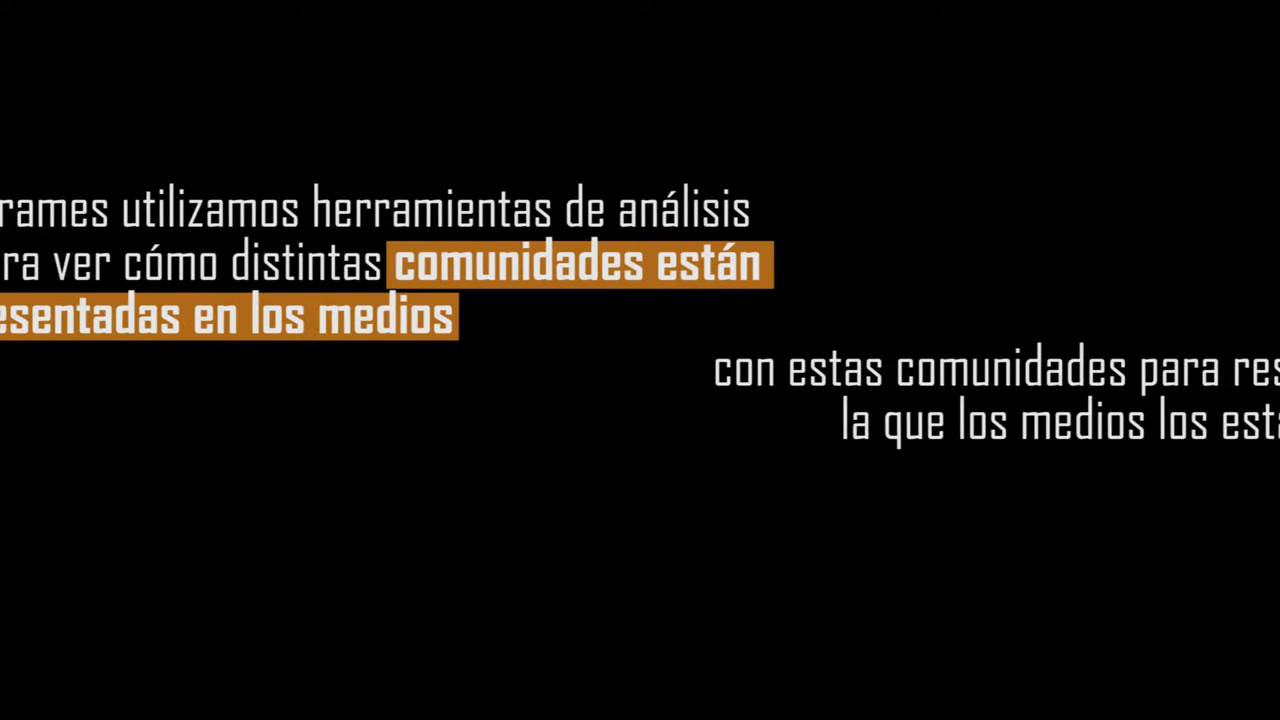 rames utilizamos herramientas de análisis
ra ver cómo distintas comunidades están
esentadas en los medios
con estas comunidades para res
la que los medios los está